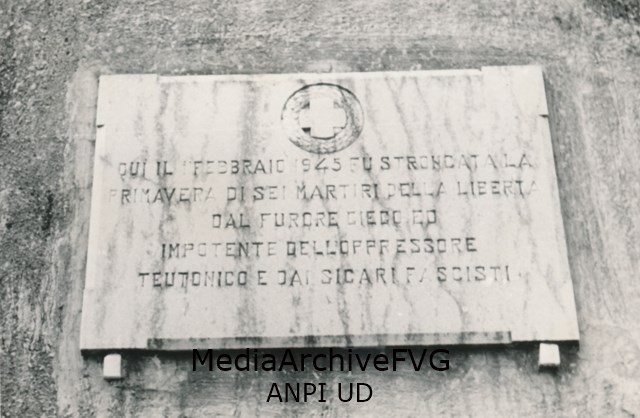 QUI IL 1° FEBBRAIO 1945 FU STRONCATA LA
PRIMAVERA DI SEI MARTIRI DELLA LIBERTA
DAL FURORE CIECO ED
IMPOTENTE DELL'OPPRESSORE
TEUTONICO E DAI SICARI FASCISTI
MediaArchiveFVG
ANPI UD